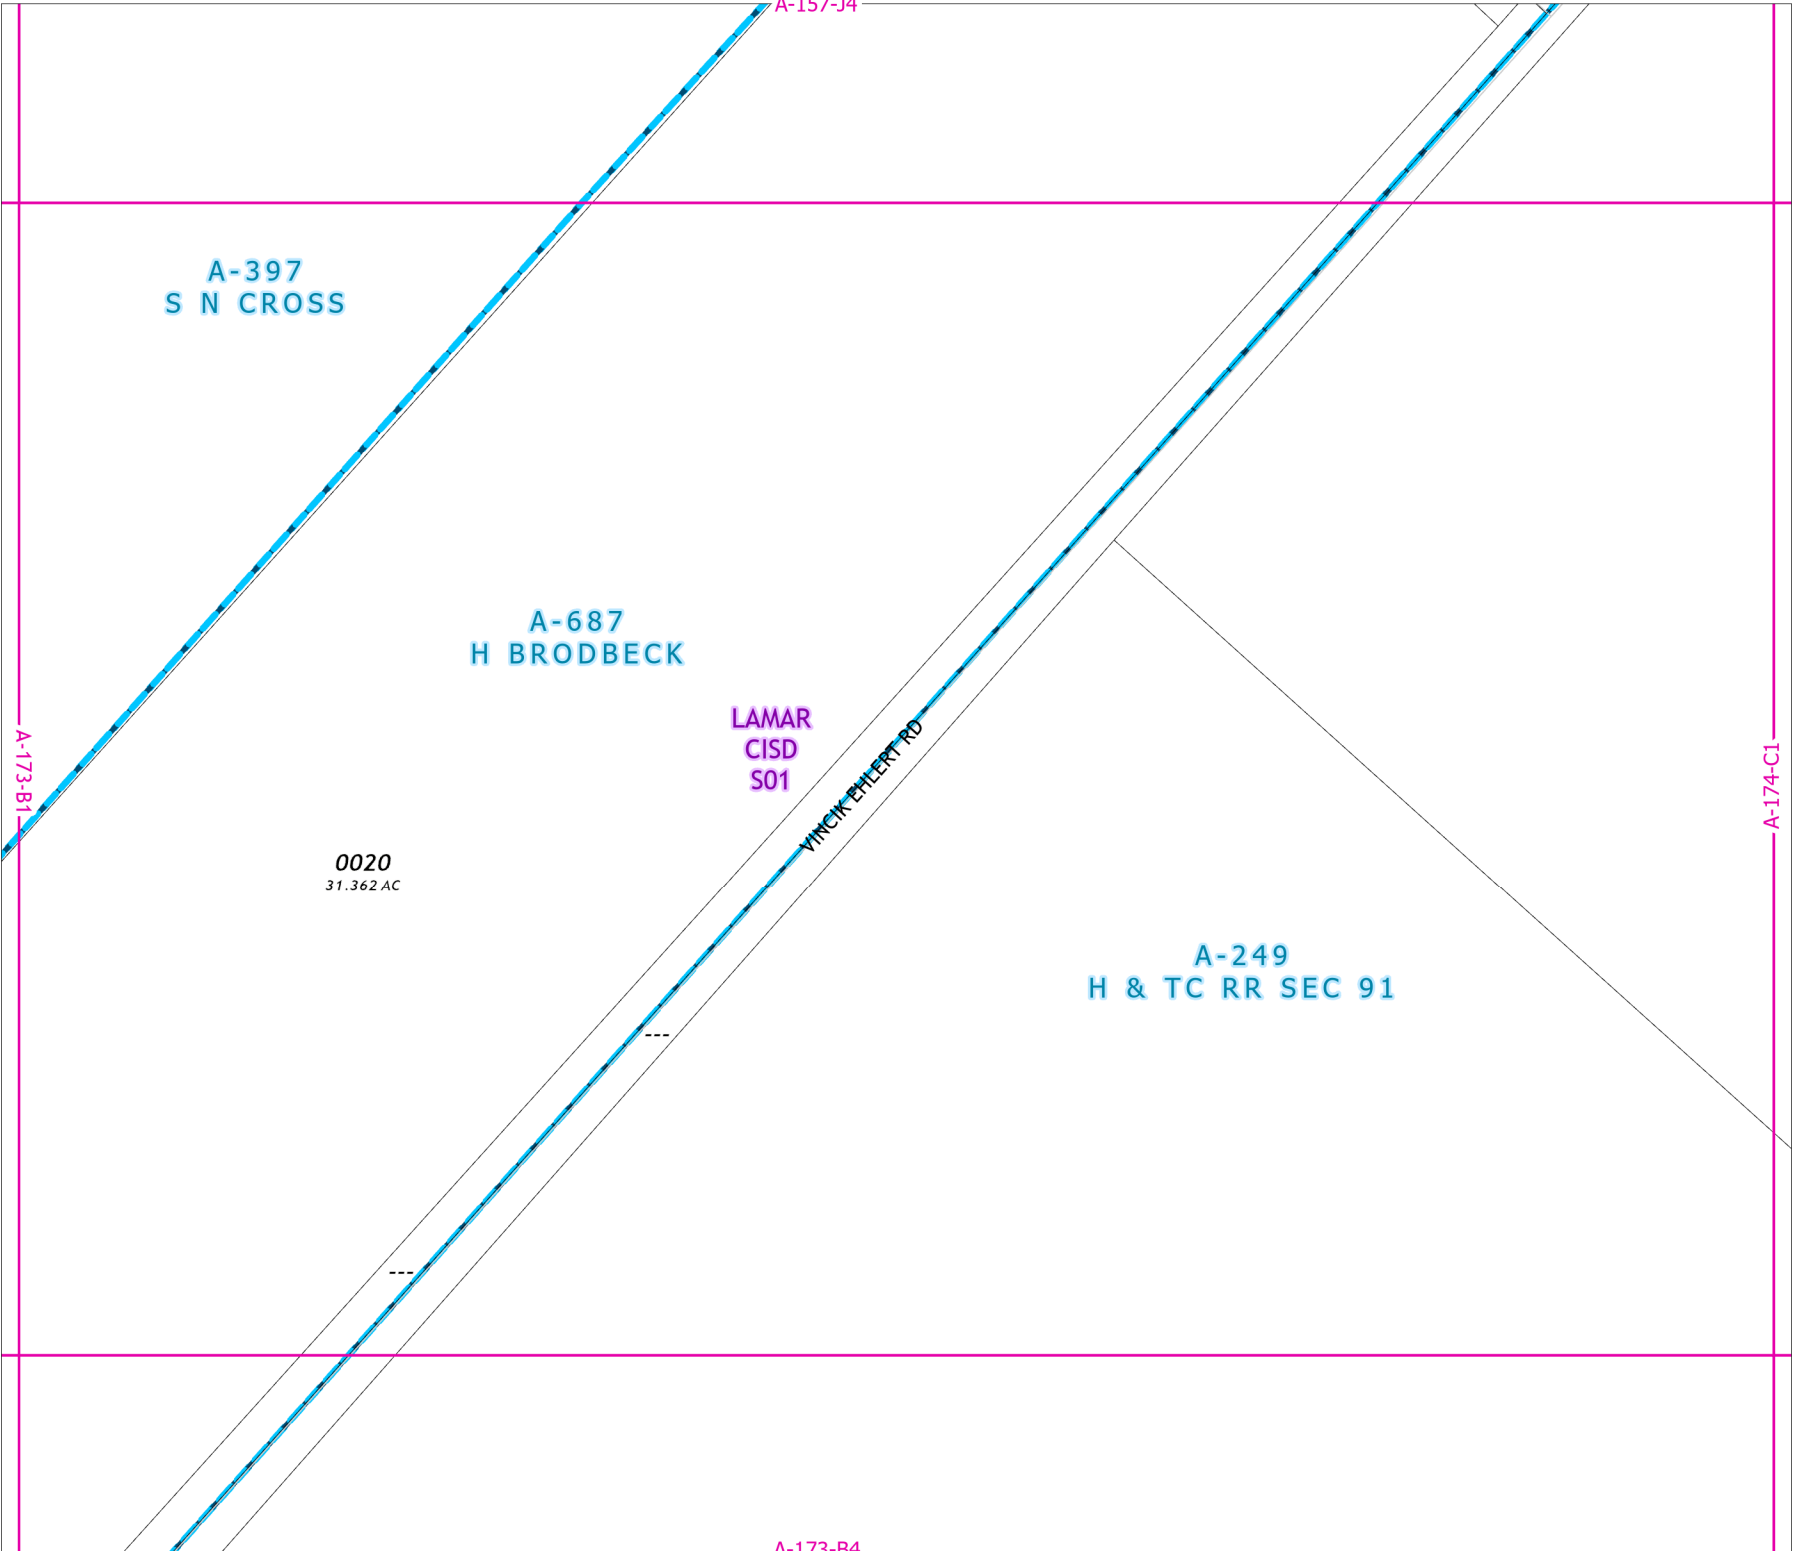 A-157-J4
A-397
S N CROSS
A-687
H BRODBECK
LAMAR
CISD
S01
VINCIK EHLERT RD
A-173-B1
A-174-C1
0020
31.362 AC
A-249
H & TC RR SEC 91
---
---
A-173-B4